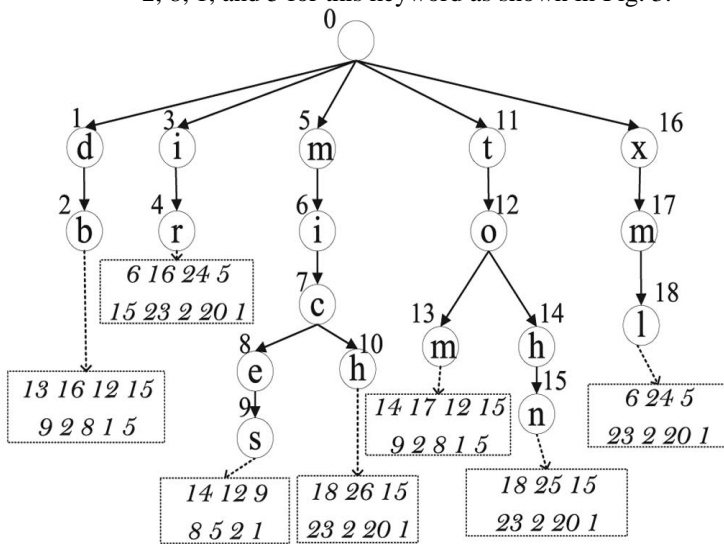 2, 8, 1, and 5 for this keyword as shown in Fig. 3.
0
1 3 5 11 16
d i m t x
2 4 6 12 17
b r i o m
6 16 24 5
15 23 2 20 1
7 18
c l
13 14
m h
8 10
e h
15
n
13 16 12 15
9 2 8 1 5
9
s
14 17 12 15
9 2 8 1 5
6 24 5
23 2 20 1
14 12 9
8 5 2 1
18 26 15
23 2 20 1
18 25 15
23 2 20 1